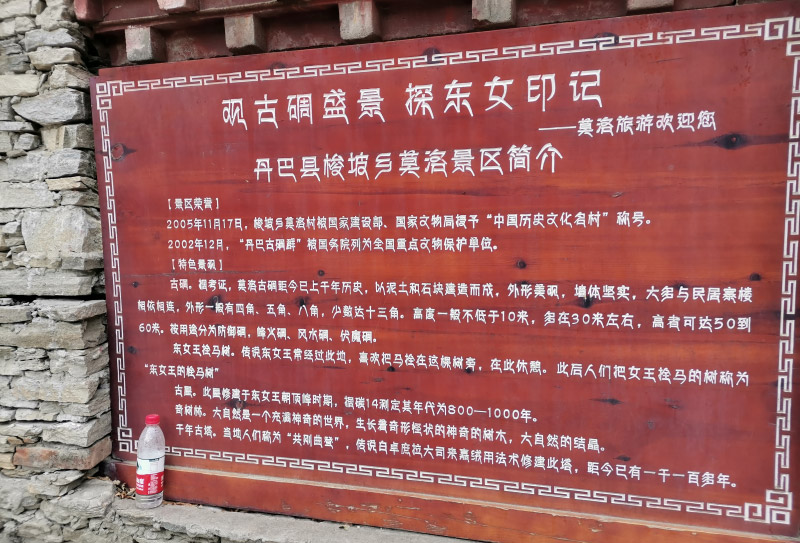 观古碉盛景 探东女印记
——莫洛旅游欢迎您
丹巴县梭坡乡莫洛景区简介
【景区荣誉】
2005年11月17日，梭坡乡莫洛村被国家建设部、国家文物局授予“中国历史文化名村”称号。
2002年12月，“丹巴古碉群”被国务院列为全国重点文物保护单位。
【特色景观】
古碉。据考证，莫洛古碉距今已上千年历史，以泥土和石块建造而成，外形美观，墙体坚实，大多与民居寨楼
相依相连，外形一般有四角、五角、八角，少数达十三角。高度一般不低于10米，多在30米左右，高者可达50到
60米。按用途分为防御碉、烽火碉、风水碉、伏魔碉。
东女王拴马树。传说东女王常经过此地，喜欢把马拴在这棵树旁，在此休憩。此后人们把女王拴马的树称为
“东女王的拴马树”
古屋。此屋修建于东女王朝顶峰时期，据碳14测定其年代为800—1000年。
奇树林。大自然是一个充满神奇的世界，生长着奇形怪状的神奇的树木，大自然的结晶。
千年古塔。当地人们称为“共刚曲登”，传说白卓庶拉大司来嘉绒用法术修建此塔，距今已有一千一百多年。